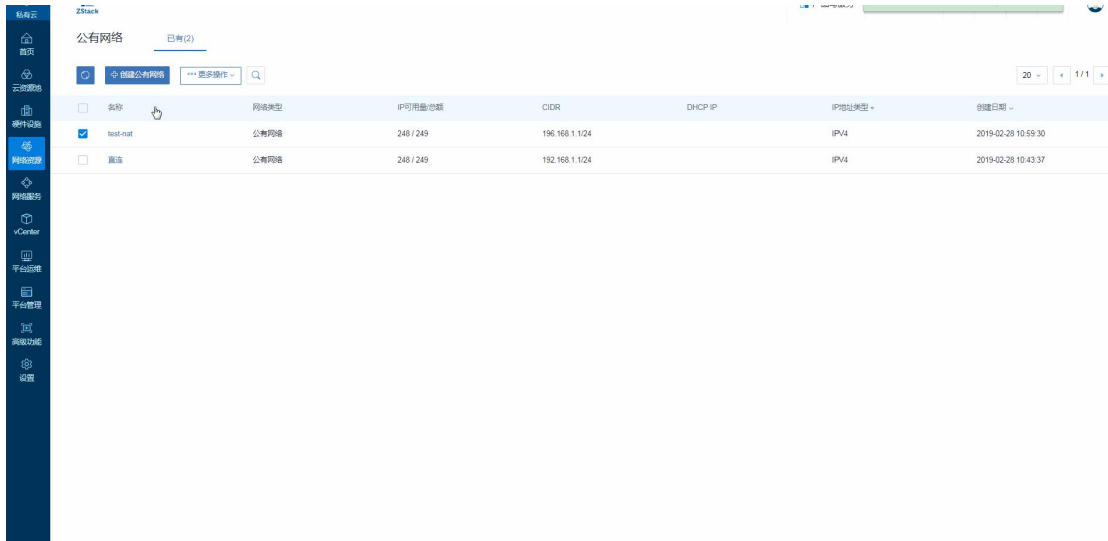 私有云
ZStack
首页
云资源池
硬件设施
网络资源
网络服务
vCenter
平台运维
平台管理
高级功能
设置
公有网络 已有(2)
创建公有网络 ••• 更多操作 20 1 / 1
名称 网络类型 IP可用量/总额 CIDR DHCP IP IP地址类型 创建日期
test-nat 公有网络 248 / 249 196.168.1.1/24 IPV4 2019-02-28 10:59:30
直连 公有网络 248 / 249 192.168.1.1/24 IPV4 2019-02-28 10:43:37